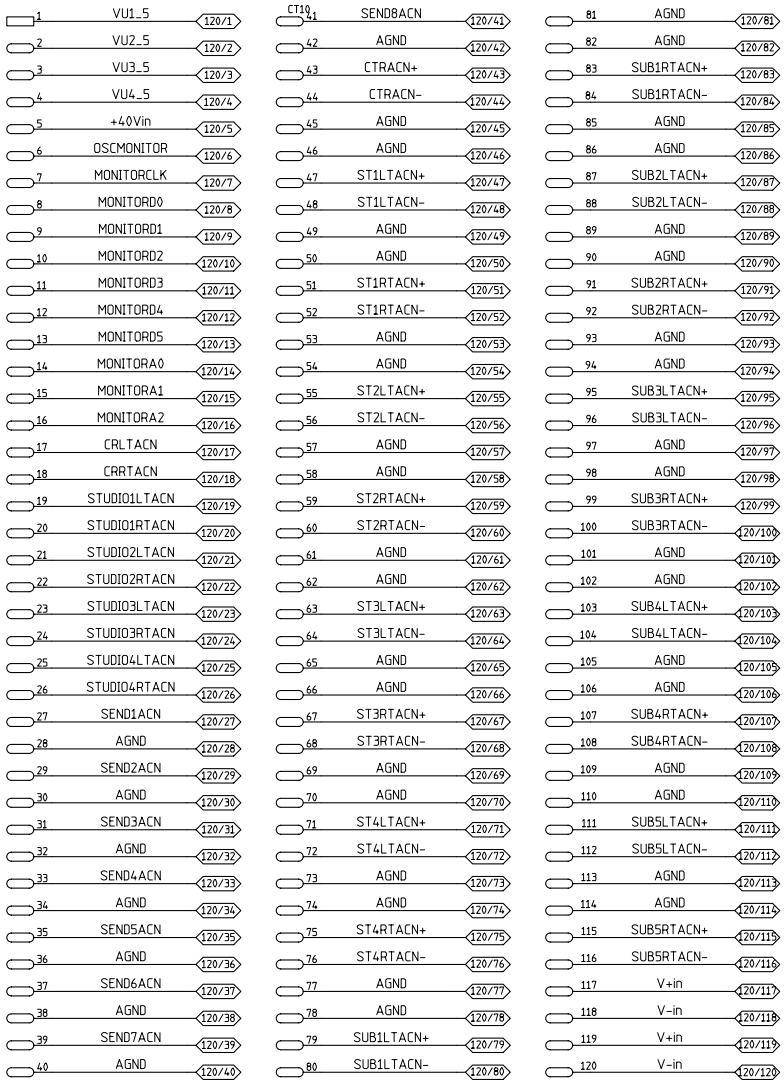 1 VU1_5 120/1
2 VU2_5 120/2
3 VU3_5 120/3
4 VU4_5 120/4
5 +40Vin 120/5
6 OSCMONITOR 120/6
7 MONITORCLK 120/7
8 MONITORD0 120/8
9 MONITORD1 120/9
10 MONITORD2 120/10
11 MONITORD3 120/11
12 MONITORD4 120/12
13 MONITORD5 120/13
14 MONITORA0 120/14
15 MONITORA1 120/15
16 MONITORA2 120/16
17 CRLTACN 120/17
18 CRRTACN 120/18
19 STUDIO1LTACN 120/19
20 STUDIO1RTACN 120/20
21 STUDIO2LTACN 120/21
22 STUDIO2RTACN 120/22
23 STUDIO3LTACN 120/23
24 STUDIO3RTACN 120/24
25 STUDIO4LTACN 120/25
26 STUDIO4RTACN 120/26
27 SEND1ACN 120/27
28 AGND 120/28
29 SEND2ACN 120/29
30 AGND 120/30
31 SEND3ACN 120/31
32 AGND 120/32
33 SEND4ACN 120/33
34 AGND 120/34
35 SEND5ACN 120/35
36 AGND 120/36
37 SEND6ACN 120/37
38 AGND 120/38
39 SEND7ACN 120/39
40 AGND 120/40
CT10
41 SEND8ACN 120/41
42 AGND 120/42
43 CTRACN+ 120/43
44 CTRACN- 120/44
45 AGND 120/45
46 AGND 120/46
47 ST1LTACN+ 120/47
48 ST1LTACN- 120/48
49 AGND 120/49
50 AGND 120/50
51 ST1RTACN+ 120/51
52 ST1RTACN- 120/52
53 AGND 120/53
54 AGND 120/54
55 ST2LTACN+ 120/55
56 ST2LTACN- 120/56
57 AGND 120/57
58 AGND 120/58
59 ST2RTACN+ 120/59
60 ST2RTACN- 120/60
61 AGND 120/61
62 AGND 120/62
63 ST3LTACN+ 120/63
64 ST3LTACN- 120/64
65 AGND 120/65
66 AGND 120/66
67 ST3RTACN+ 120/67
68 ST3RTACN- 120/68
69 AGND 120/69
70 AGND 120/70
71 ST4LTACN+ 120/71
72 ST4LTACN- 120/72
73 AGND 120/73
74 AGND 120/74
75 ST4RTACN+ 120/75
76 ST4RTACN- 120/76
77 AGND 120/77
78 AGND 120/78
79 SUB1LTACN+ 120/79
80 SUB1LTACN- 120/80
81 AGND 120/81
82 AGND 120/82
83 SUB1RTACN+ 120/83
84 SUB1RTACN- 120/84
85 AGND 120/85
86 AGND 120/86
87 SUB2LTACN+ 120/87
88 SUB2LTACN- 120/88
89 AGND 120/89
90 AGND 120/90
91 SUB2RTACN+ 120/91
92 SUB2RTACN- 120/92
93 AGND 120/93
94 AGND 120/94
95 SUB3LTACN+ 120/95
96 SUB3LTACN- 120/96
97 AGND 120/97
98 AGND 120/98
99 SUB3RTACN+ 120/99
100 SUB3RTACN- 120/100
101 AGND 120/101
102 AGND 120/102
103 SUB4LTACN+ 120/103
104 SUB4LTACN- 120/104
105 AGND 120/105
106 AGND 120/106
107 SUB4RTACN+ 120/107
108 SUB4RTACN- 120/108
109 AGND 120/109
110 AGND 120/110
111 SUB5LTACN+ 120/111
112 SUB5LTACN- 120/112
113 AGND 120/113
114 AGND 120/114
115 SUB5RTACN+ 120/115
116 SUB5RTACN- 120/116
117 V+in 120/117
118 V-in 120/118
119 V+in 120/119
120 V-in 120/120